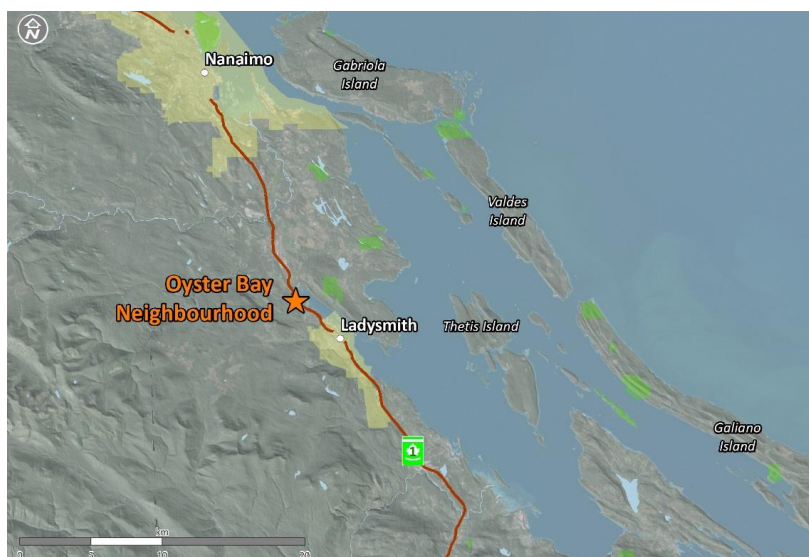 N
Nanaimo
Gabriola
Island
Valdes
Island
Oyster Bay
Neighbourhood
Ladysmith
Thetis Island
Galiano
Island
1
km
0 5 10 20